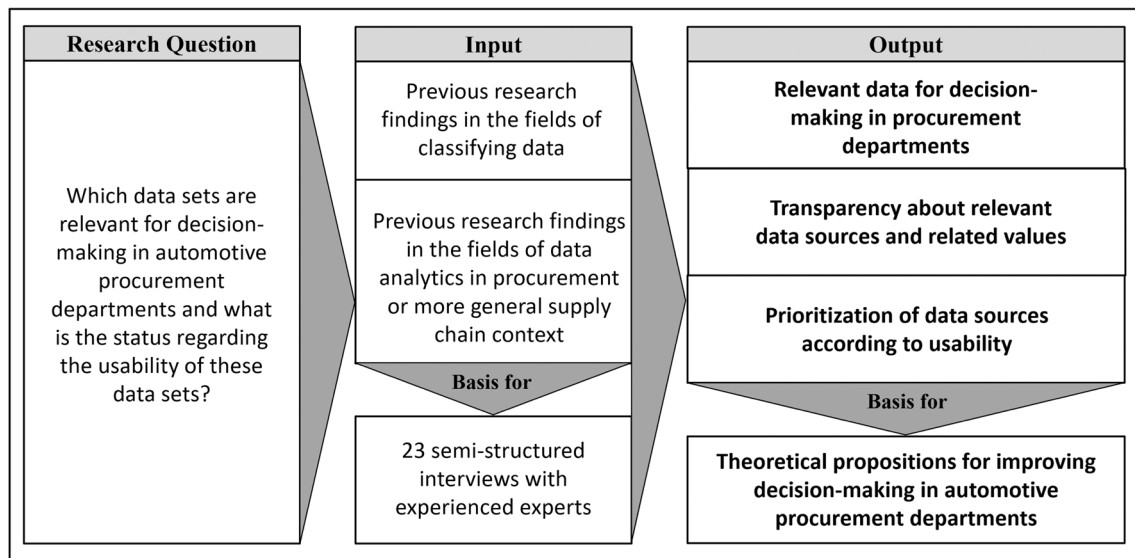 Research Question
Which data sets are
relevant for decision-
making in automotive
procurement
departments and what
is the status regarding
the usability of these
data sets?
Input
Previous research
findings in the fields of
classifying data
Previous research findings
in the fields of data
analytics in procurement
or more general supply
chain context
Basis for
23 semi-structured
interviews with
experienced experts
Output
Relevant data for decision-
making in procurement
departments
Transparency about relevant
data sources and related values
Prioritization of data sources
according to usability
Basis for
Theoretical propositions for improving
decision-making in automotive
procurement departments